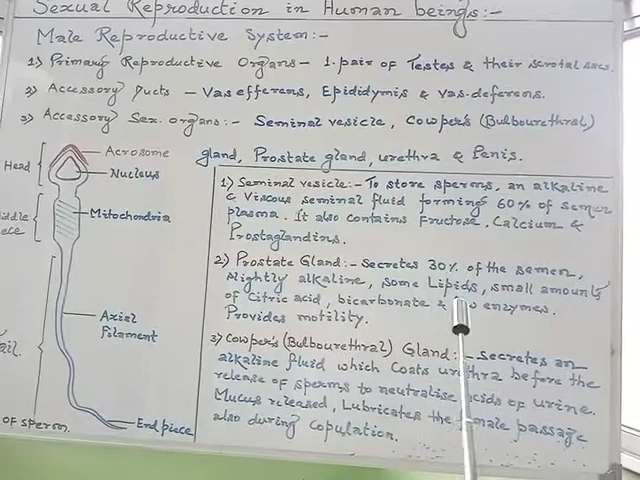 Sexual Reproduction in Human beings:-
Male Reproductive System:-
1) Primary Reproductive Organs - 1. pair of Testes & their scrotal sacs.
2) Accessory Ducts - Vas efferens, Epididymis & vas.deferens.
3) Accessory Sex. organs:- Seminal vesicle, Cowper's (Bulbourethral)
gland, Prostate gland, urethra & Penis.
Head
Acrosome
Nucleus
Mitochondria
Axial
Filament
End piece
of sperm
1) Seminal vesicle:- To store sperms, an alkaline
& Viscous seminal fluid forming 60% of semen
plasma. It also contains Fructose, Calcium &
Prostaglandins.
2) Prostate Gland:- Secretes 30% of the semen,
slightly alkaline, some Lipids, small amounts
of Citric acid, bicarbonate & enzymes.
Provides motility.
3) Cowper's (Bulbourethral) Gland:- Secretes an
alkaline fluid which Coats urethra before the
release of sperms to neutralise acids of urine.
Mucus released, Lubricates the female passage
also during copulation.